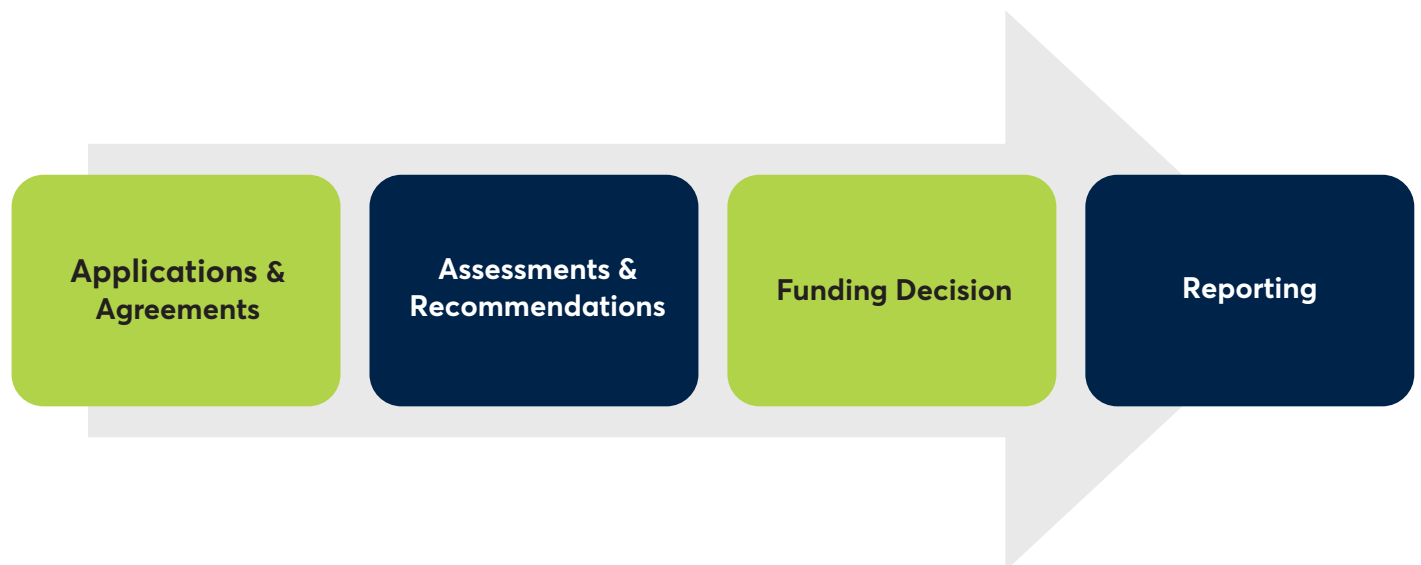 Applications &
Agreements
Assessments &
Recommendations
Funding Decision
Reporting